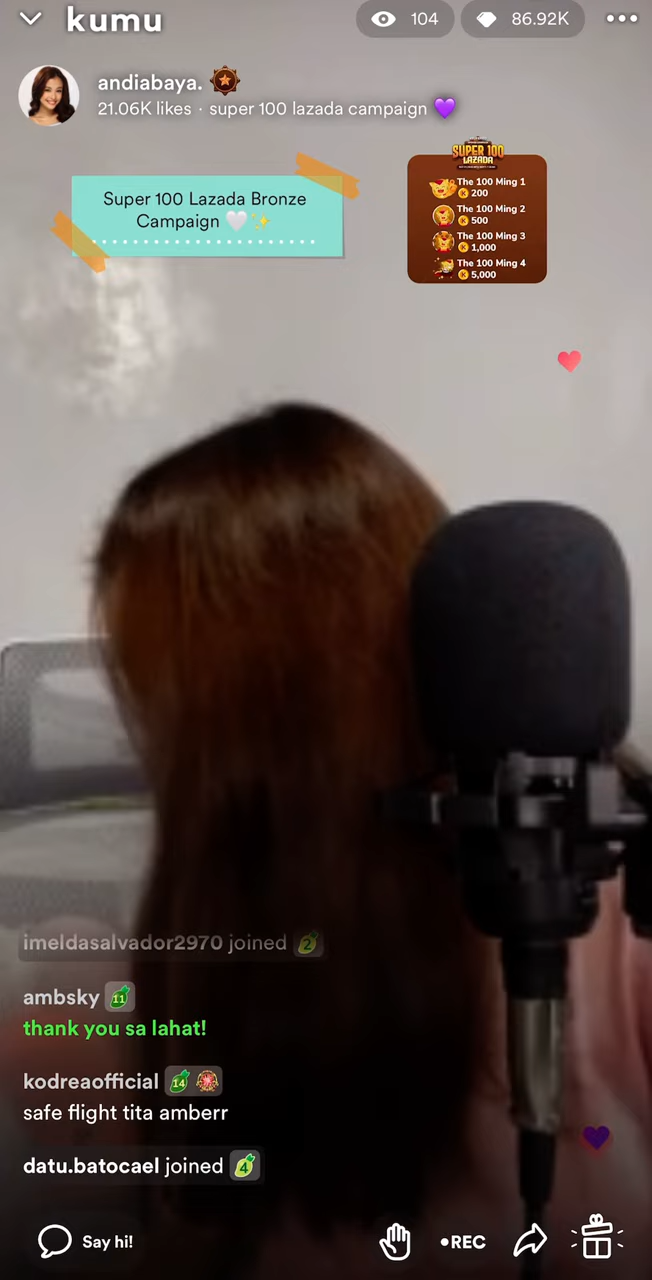 kumu
104
86.92K
andiabaya.
21.06K likes · super 100 lazada campaign 💜
Super 100 Lazada Bronze
Campaign 🤍✨
SUPER 100
LAZADA
The 100 Ming 1
K 200
The 100 Ming 2
K 500
The 100 Ming 3
K 1,000
The 100 Ming 4
K 5,000
imeldasalvador2970 joined 2
ambsky 11
thank you sa lahat!
kodreaofficial 14
safe flight tita amberr
datu.batocael joined 4
Say hi!
•REC